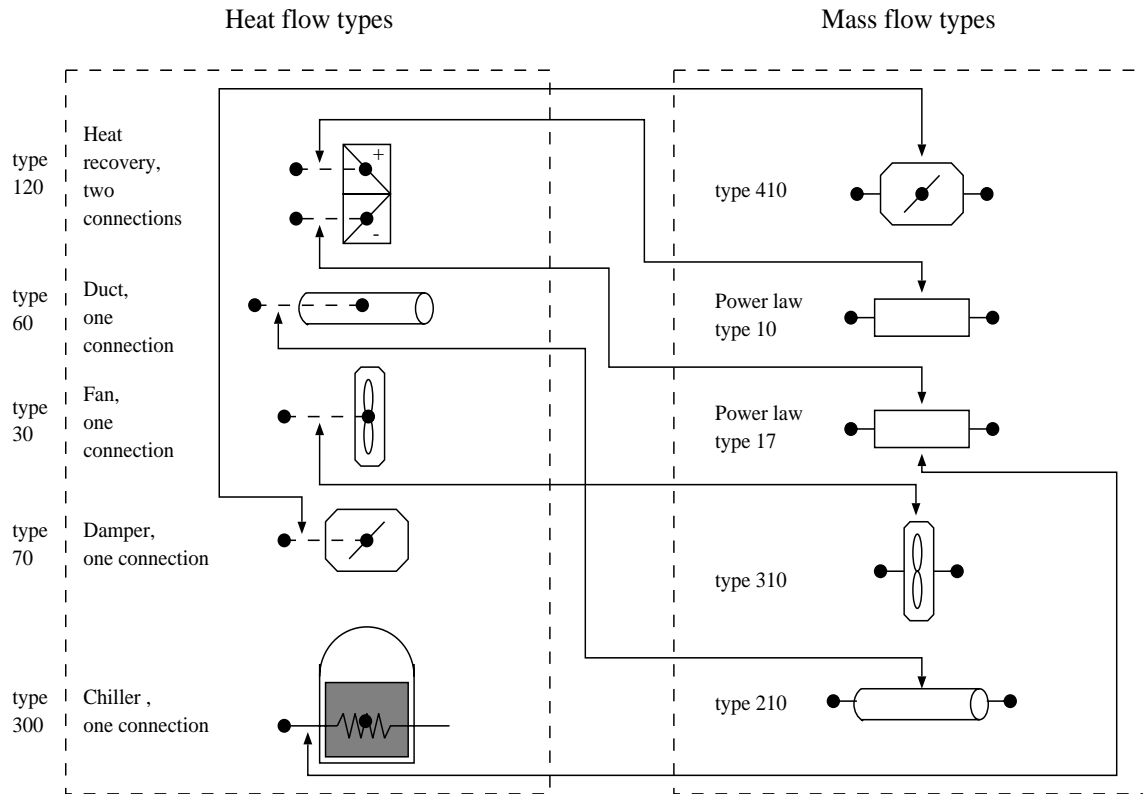 Heat flow types
Mass flow types
type
120
Heat
recovery,
two
connections
+
-
type
60
Duct,
one
connection
type
30
Fan,
one
connection
type
70
Damper,
one connection
type
300
Chiller ,
one connection
type 410
Power law
type 10
Power law
type 17
type 310
type 210